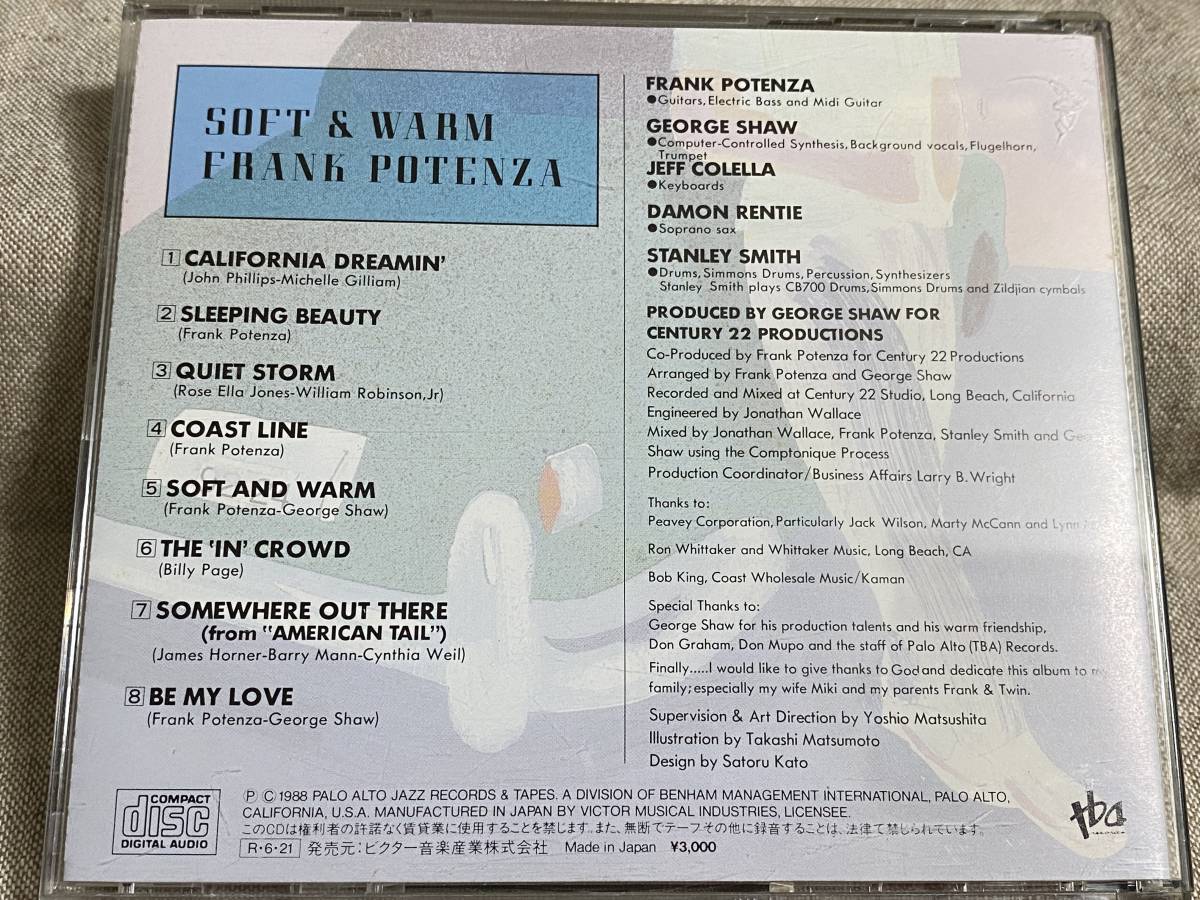 SOFT & WARM
FRANK POTENZA
1 CALIFORNIA DREAMIN'
(John Phillips-Michelle Gilliam)
2 SLEEPING BEAUTY
(Frank Potenza)
3 QUIET STORM
(Rose Ella Jones-William Robinson,Jr)
4 COAST LINE
(Frank Potenza)
5 SOFT AND WARM
(Frank Potenza-George Shaw)
6 THE 'IN' CROWD
(Billy Page)
7 SOMEWHERE OUT THERE
(from "AMERICAN TAIL")
(James Horner-Barry Mann-Cynthia Weil)
8 BE MY LOVE
(Frank Potenza-George Shaw)
FRANK POTENZA
●Guitars, Electric Bass and Midi Guitar
GEORGE SHAW
●Computer-Controlled Synthesis, Background vocals, Flugelhorn,
Trumpet
JEFF COLELLA
●Keyboards
DAMON RENTIE
●Soprano sax
STANLEY SMITH
●Drums, Simmons Drums, Percussion, Synthesizers
Stanley Smith plays CB700 Drums, Simmons Drums and Zildjian cymbals
PRODUCED BY GEORGE SHAW FOR
CENTURY 22 PRODUCTIONS
Co-Produced by Frank Potenza for Century 22 Productions
Arranged by Frank Potenza and George Shaw
Recorded and Mixed at Century 22 Studio, Long Beach, California
Engineered by Jonathan Wallace
Mixed by Jonathan Wallace, Frank Potenza, Stanley Smith and
Shaw using the Comptonique Process
Production Coordinator/Business Affairs Larry B. Wright
Thanks to:
Peavey Corporation, Particularly Jack Wilson, Marty McCann and Lynn
Ron Whittaker and Whittaker Music, Long Beach, CA
Bob King, Coast Wholesale Music/Kaman
Special Thanks to:
George Shaw for his production talents and his warm friendship,
Don Graham, Don Mupo and the staff of Palo Alto (TBA) Records.
Finally.....I would like to give thanks to God and dedicate this album to
family; especially my wife Miki and my parents Frank & Twin.
Supervision & Art Direction by Yoshio Matsushita
Illustration by Takashi Matsumoto
Design by Satoru Kato
COMPACT
disc
DIGITAL AUDIO
Ⓟ Ⓒ 1988 PALO ALTO JAZZ RECORDS & TAPES. A DIVISION OF BENHAM MANAGEMENT INTERNATIONAL, PALO ALTO,
CALIFORNIA, U.S.A. MANUFACTURED IN JAPAN BY VICTOR MUSICAL INDUSTRIES, LICENSEE.
このCDは権利者の許諾なく賃貸業に使用することを禁じます。また、無断でテープその他に録音することは、法律で禁じられています。
R・6・21 発売元:ビクター音楽産業株式会社 Made in Japan ¥3,000
tba
records